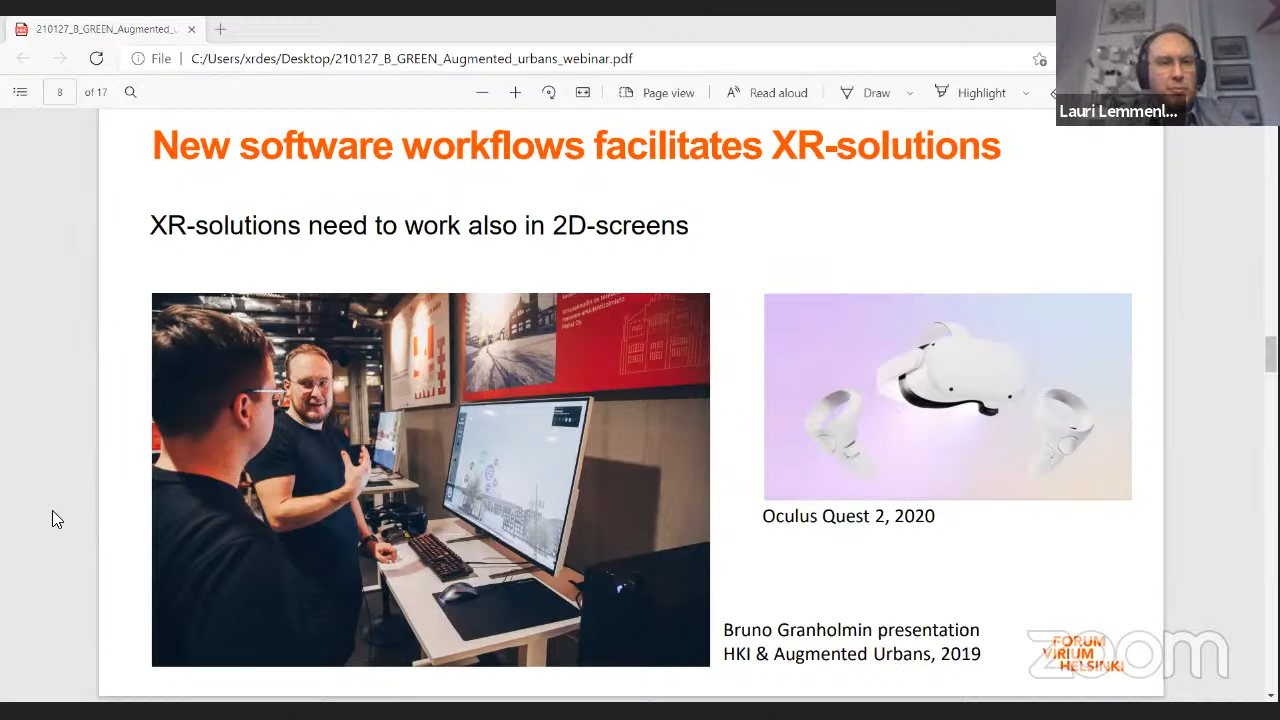 210127_B_GREEN_Augmented_u
File
C:/Users/xrdes/Desktop/210127_B_GREEN_Augmented_urbans_webinar.pdf
8 of 17
Page view
Read aloud
Draw
Highlight
Lauri Lemmenl...
New software workflows facilitates XR-solutions
XR-solutions need to work also in 2D-screens
Oculus Quest 2, 2020
Bruno Granholmin presentation
HKI & Augmented Urbans, 2019
FORUM
VIRIUM
HELSINKI
zoom